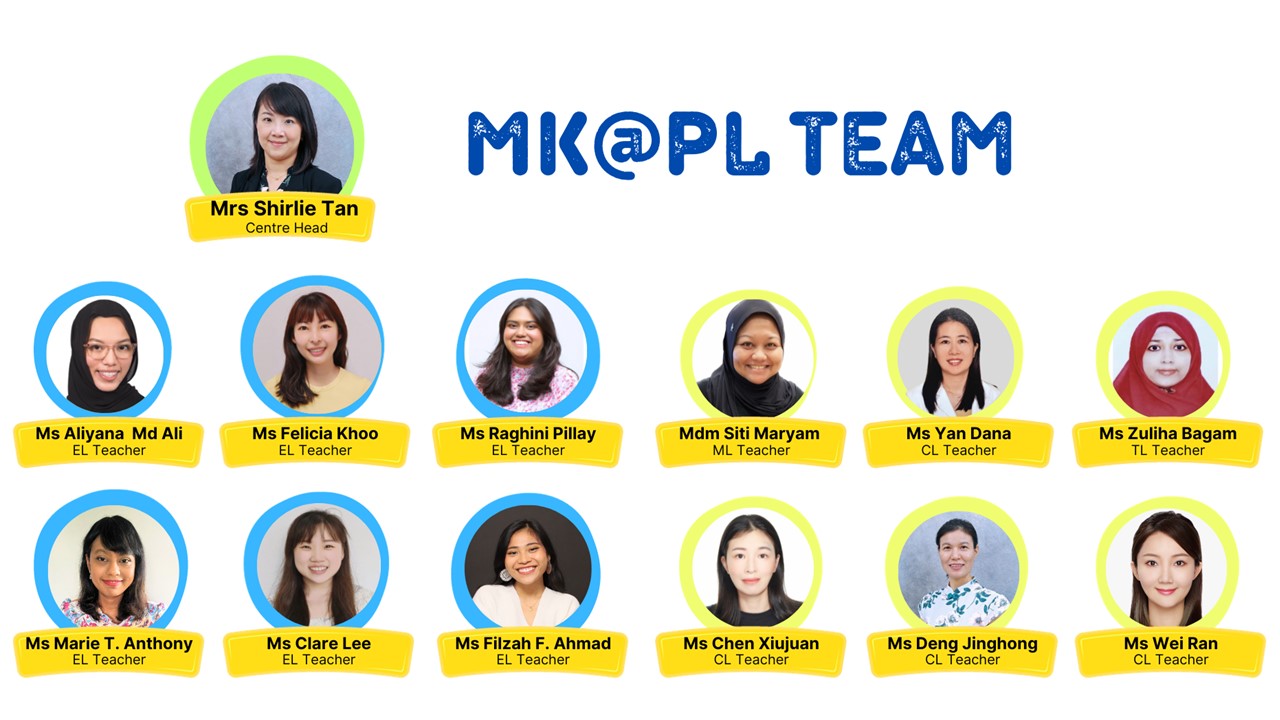 MK@PL TEAM
Mrs Shirlie Tan
Centre Head
Ms Aliyana Md Ali
EL Teacher
Ms Felicia Khoo
EL Teacher
Ms Raghini Pillay
EL Teacher
Mdm Siti Maryam
ML Teacher
Ms Yan Dana
CL Teacher
Ms Zuliha Bagam
TL Teacher
Ms Marie T. Anthony
EL Teacher
Ms Clare Lee
EL Teacher
Ms Filzah F. Ahmad
EL Teacher
Ms Chen Xiujuan
CL Teacher
Ms Deng Jinghong
CL Teacher
Ms Wei Ran
CL Teacher